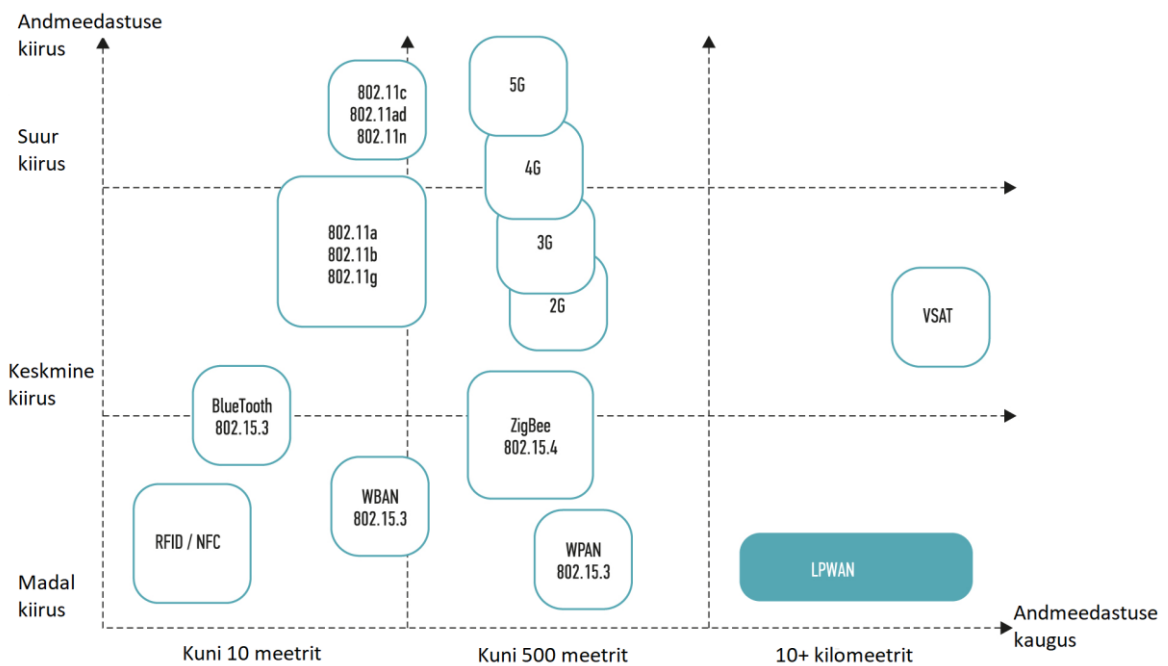 Andmeedastuse
kiirus
Suur
kiirus
Keskmine
kiirus
Madal
kiirus
802.11c
802.11ad
802.11n
5G
4G
802.11a
802.11b
802.11g
3G
2G
VSAT
BlueTooth
802.15.3
ZigBee
802.15.4
WBAN
802.15.3
RFID / NFC
WPAN
802.15.3
LPWAN
Kuni 10 meetrit
Kuni 500 meetrit
10+ kilomeetrit
Andmeedastuse
kaugus